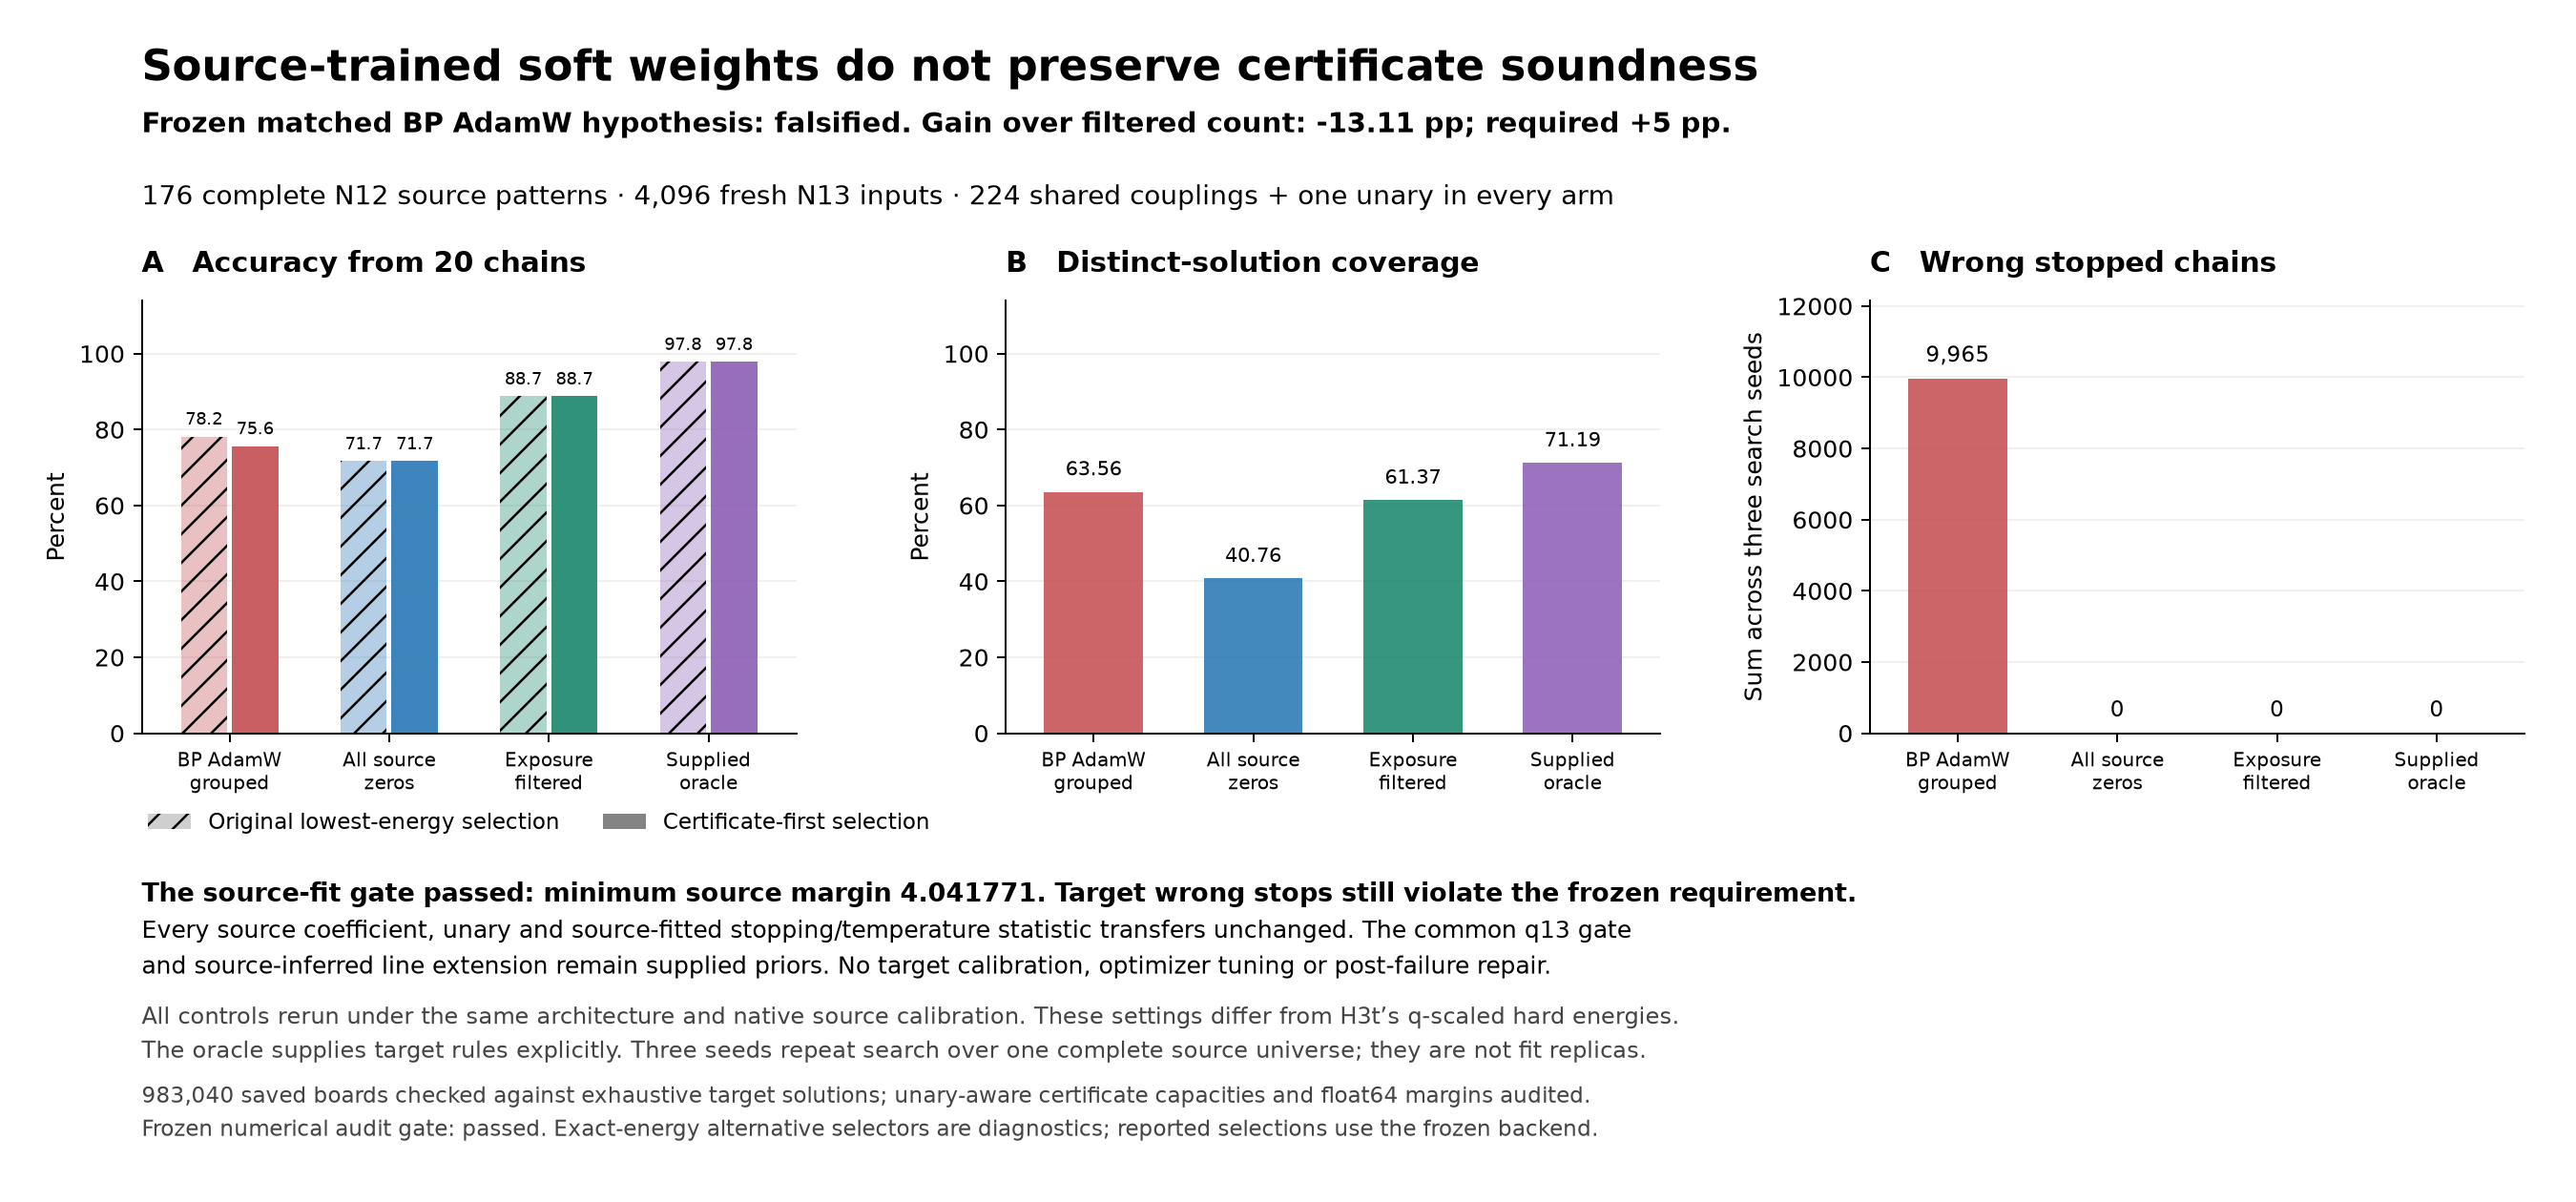 Source-trained soft weights do not preserve certificate soundness
Frozen matched BP AdamW hypothesis: falsified. Gain over filtered count: -13.11 pp; required +5 pp.
176 complete N12 source patterns · 4,096 fresh N13 inputs · 224 shared couplings + one unary in every arm
A Accuracy from 20 chains
Percent
100
80
60
40
20
0
78.2
75.6
71.7
71.7
88.7
88.7
97.8
97.8
BP AdamW
grouped
All source
zeros
Exposure
filtered
Supplied
oracle
Original lowest-energy selection
Certificate-first selection
B Distinct-solution coverage
Percent
100
80
60
40
20
0
63.56
40.76
61.37
71.19
BP AdamW
grouped
All source
zeros
Exposure
filtered
Supplied
oracle
C Wrong stopped chains
Sum across three search seeds
12000
10000
8000
6000
4000
2000
0
9,965
0
0
0
BP AdamW
grouped
All source
zeros
Exposure
filtered
Supplied
oracle
The source-fit gate passed: minimum source margin 4.041771. Target wrong stops still violate the frozen requirement.
Every source coefficient, unary and source-fitted stopping/temperature statistic transfers unchanged. The common q13 gate
and source-inferred line extension remain supplied priors. No target calibration, optimizer tuning or post-failure repair.
All controls rerun under the same architecture and native source calibration. These settings differ from H3t’s q-scaled hard energies.
The oracle supplies target rules explicitly. Three seeds repeat search over one complete source universe; they are not fit replicas.
983,040 saved boards checked against exhaustive target solutions; unary-aware certificate capacities and float64 margins audited.
Frozen numerical audit gate: passed. Exact-energy alternative selectors are diagnostics; reported selections use the frozen backend.